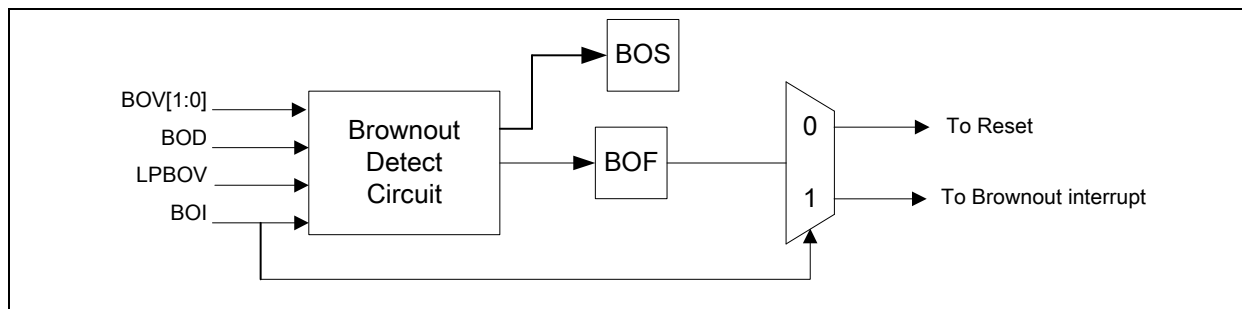 BOS
BOV[1:0]
BOD
LPBOV
BOI
Brownout
Detect
Circuit
BOF
0
1
To Reset
To Brownout interrupt